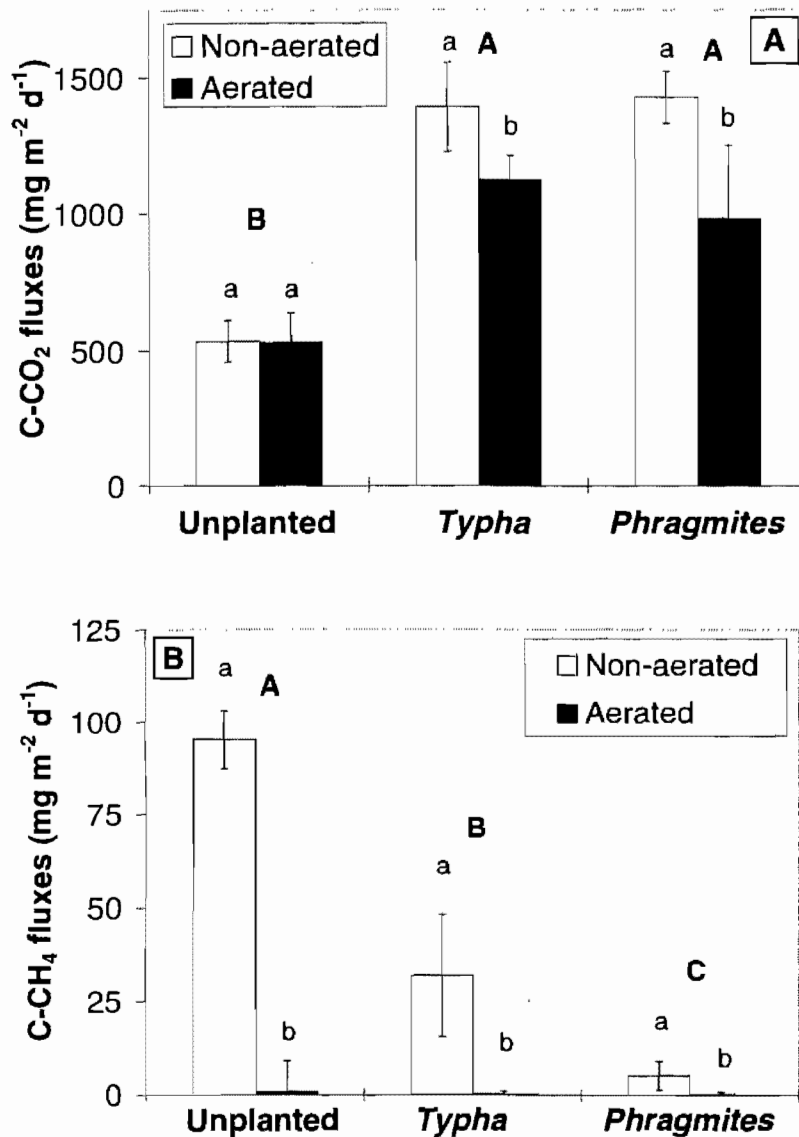 Non-aerated
Aerated
A
a A a A
b b
B
a a
C-CO₂ fluxes (mg m⁻² d⁻¹)
1500
1000
500
0
Unplanted Typha Phragmites
B
Non-aerated
Aerated
a A
B
a
C
a
b b b
C-CH₄ fluxes (mg m⁻² d⁻¹)
125
100
75
50
25
0
Unplanted Typha Phragmites